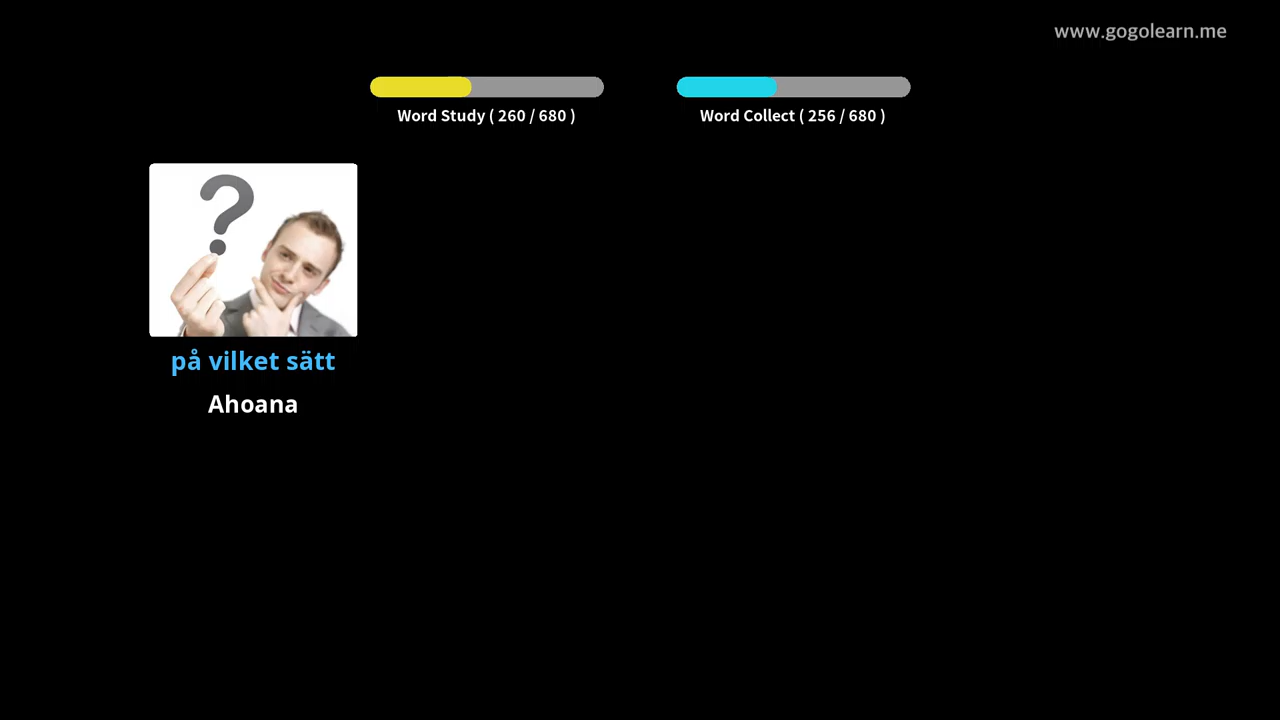 www.gogolearn.me
Word Study ( 260 / 680 )
Word Collect ( 256 / 680 )
?
på vilket sätt
Ahoana